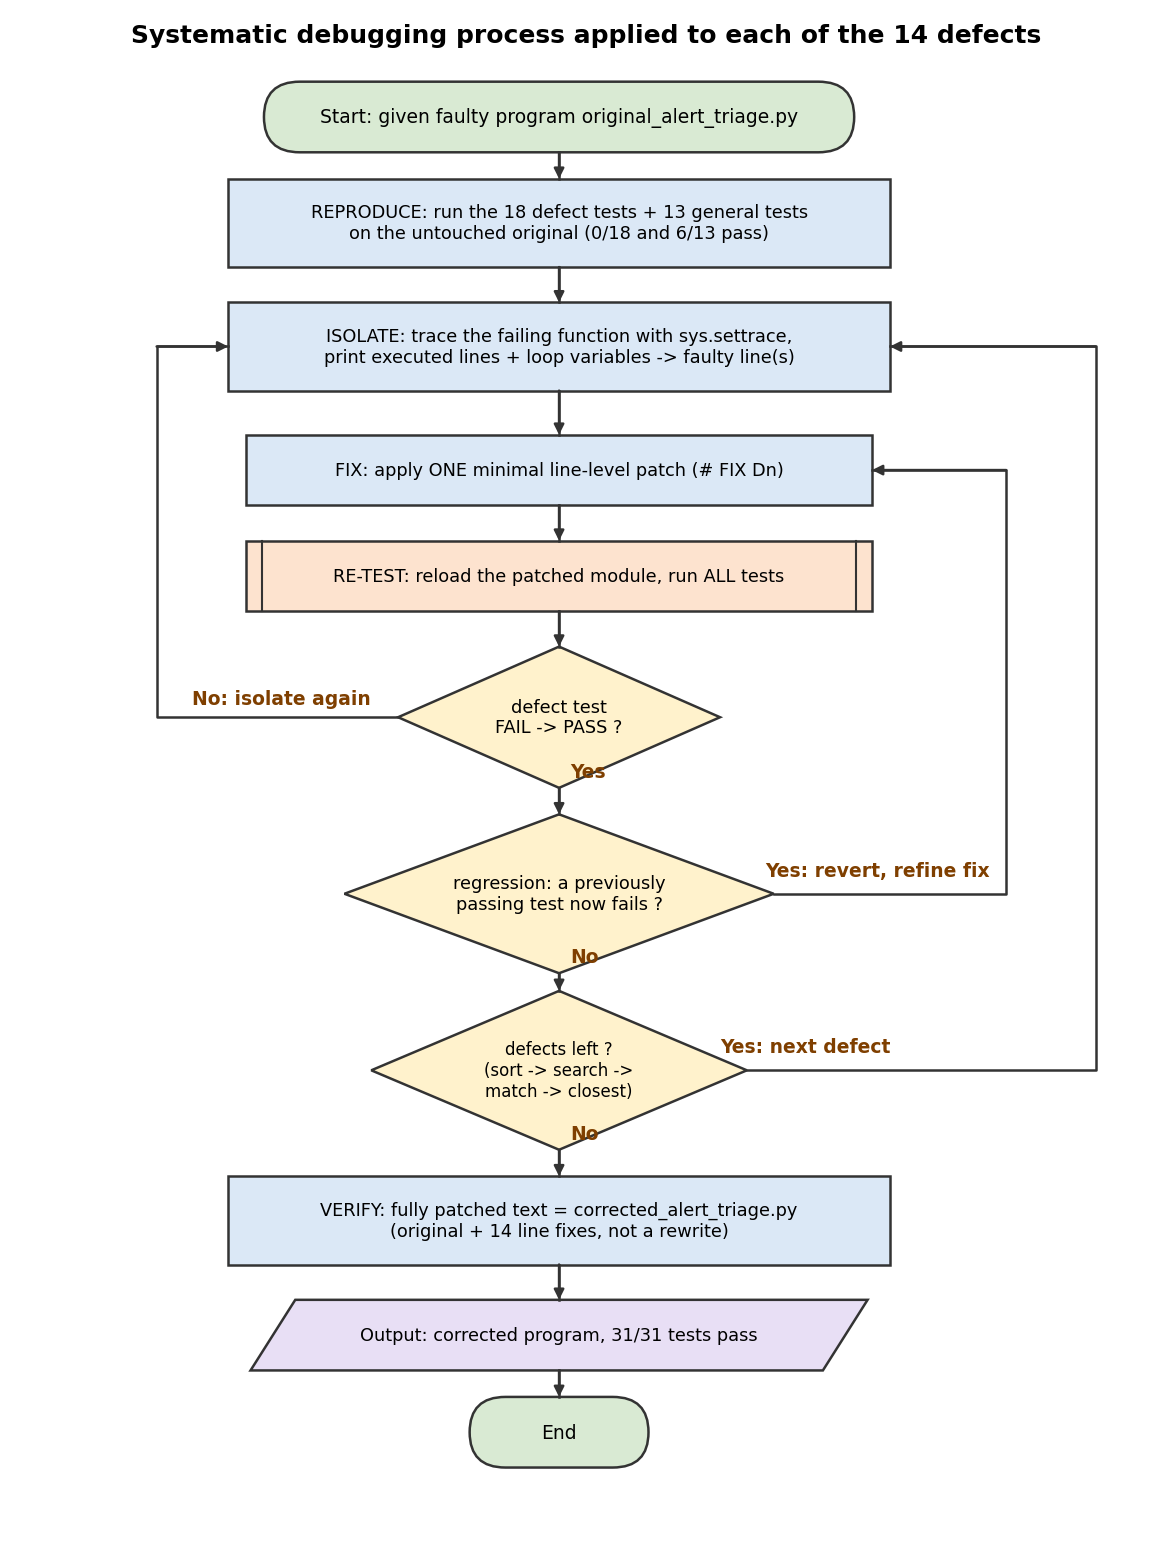 Systematic debugging process applied to each of the 14 defects
Start: given faulty program original_alert_triage.py
REPRODUCE: run the 18 defect tests + 13 general tests
on the untouched original (0/18 and 6/13 pass)
ISOLATE: trace the failing function with sys.settrace,
print executed lines + loop variables -> faulty line(s)
FIX: apply ONE minimal line-level patch (# FIX Dn)
RE-TEST: reload the patched module, run ALL tests
No: isolate again
defect test
FAIL -> PASS ?
Yes
Yes: revert, refine fix
regression: a previously
passing test now fails ?
No
Yes: next defect
defects left ?
(sort -> search ->
match -> closest)
No
VERIFY: fully patched text = corrected_alert_triage.py
(original + 14 line fixes, not a rewrite)
Output: corrected program, 31/31 tests pass
End